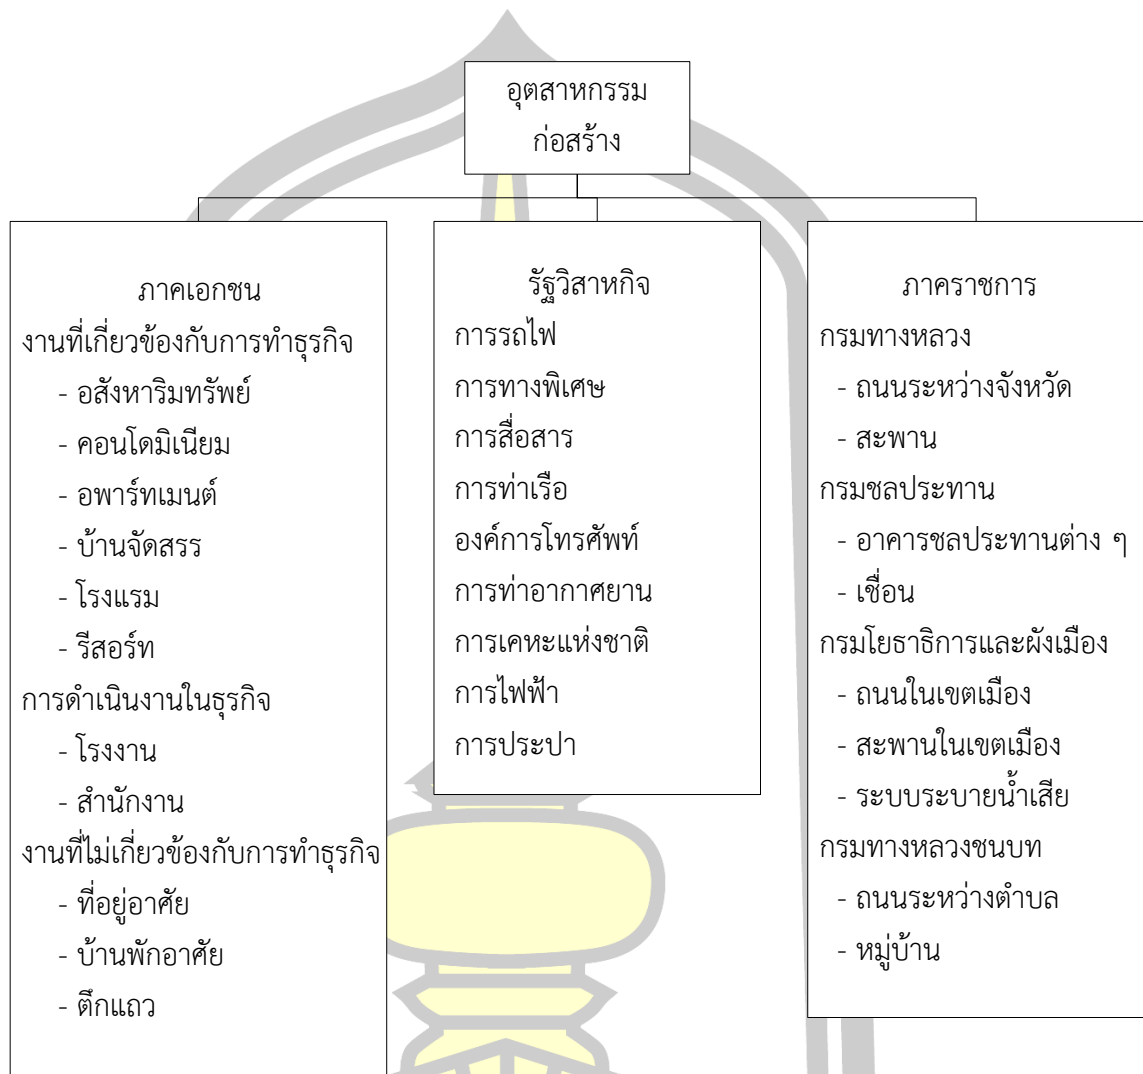 อุตสาหกรรม
ก่อสร้าง
ภาคเอกชน
งานที่เกี่ยวข้องกับการทำธุรกิจ
- อสังหาริมทรัพย์
- คอนโดมิเนียม
- อพาร์ทเมนต์
- บ้านจัดสรร
- โรงแรม
- รีสอร์ท
การดำเนินงานในธุรกิจ
- โรงงาน
- สำนักงาน
งานที่ไม่เกี่ยวข้องกับการทำธุรกิจ
- ที่อยู่อาศัย
- บ้านพักอาศัย
- ตึกแถว
รัฐวิสาหกิจ
การรถไฟ
การทางพิเศษ
การสื่อสาร
การท่าเรือ
องค์การโทรศัพท์
การท่าอากาศยาน
การเคหะแห่งชาติ
การไฟฟ้า
การประปา
ภาคราชการ
กรมทางหลวง
- ถนนระหว่างจังหวัด
- สะพาน
กรมชลประทาน
- อาคารชลประทานต่าง ๆ
- เชื่อน
กรมโยธาธิการและผังเมือง
- ถนนในเขตเมือง
- สะพานในเขตเมือง
- ระบบระบายน้ำเสีย
กรมทางหลวงชนบท
- ถนนระหว่างตำบล
- หมู่บ้าน